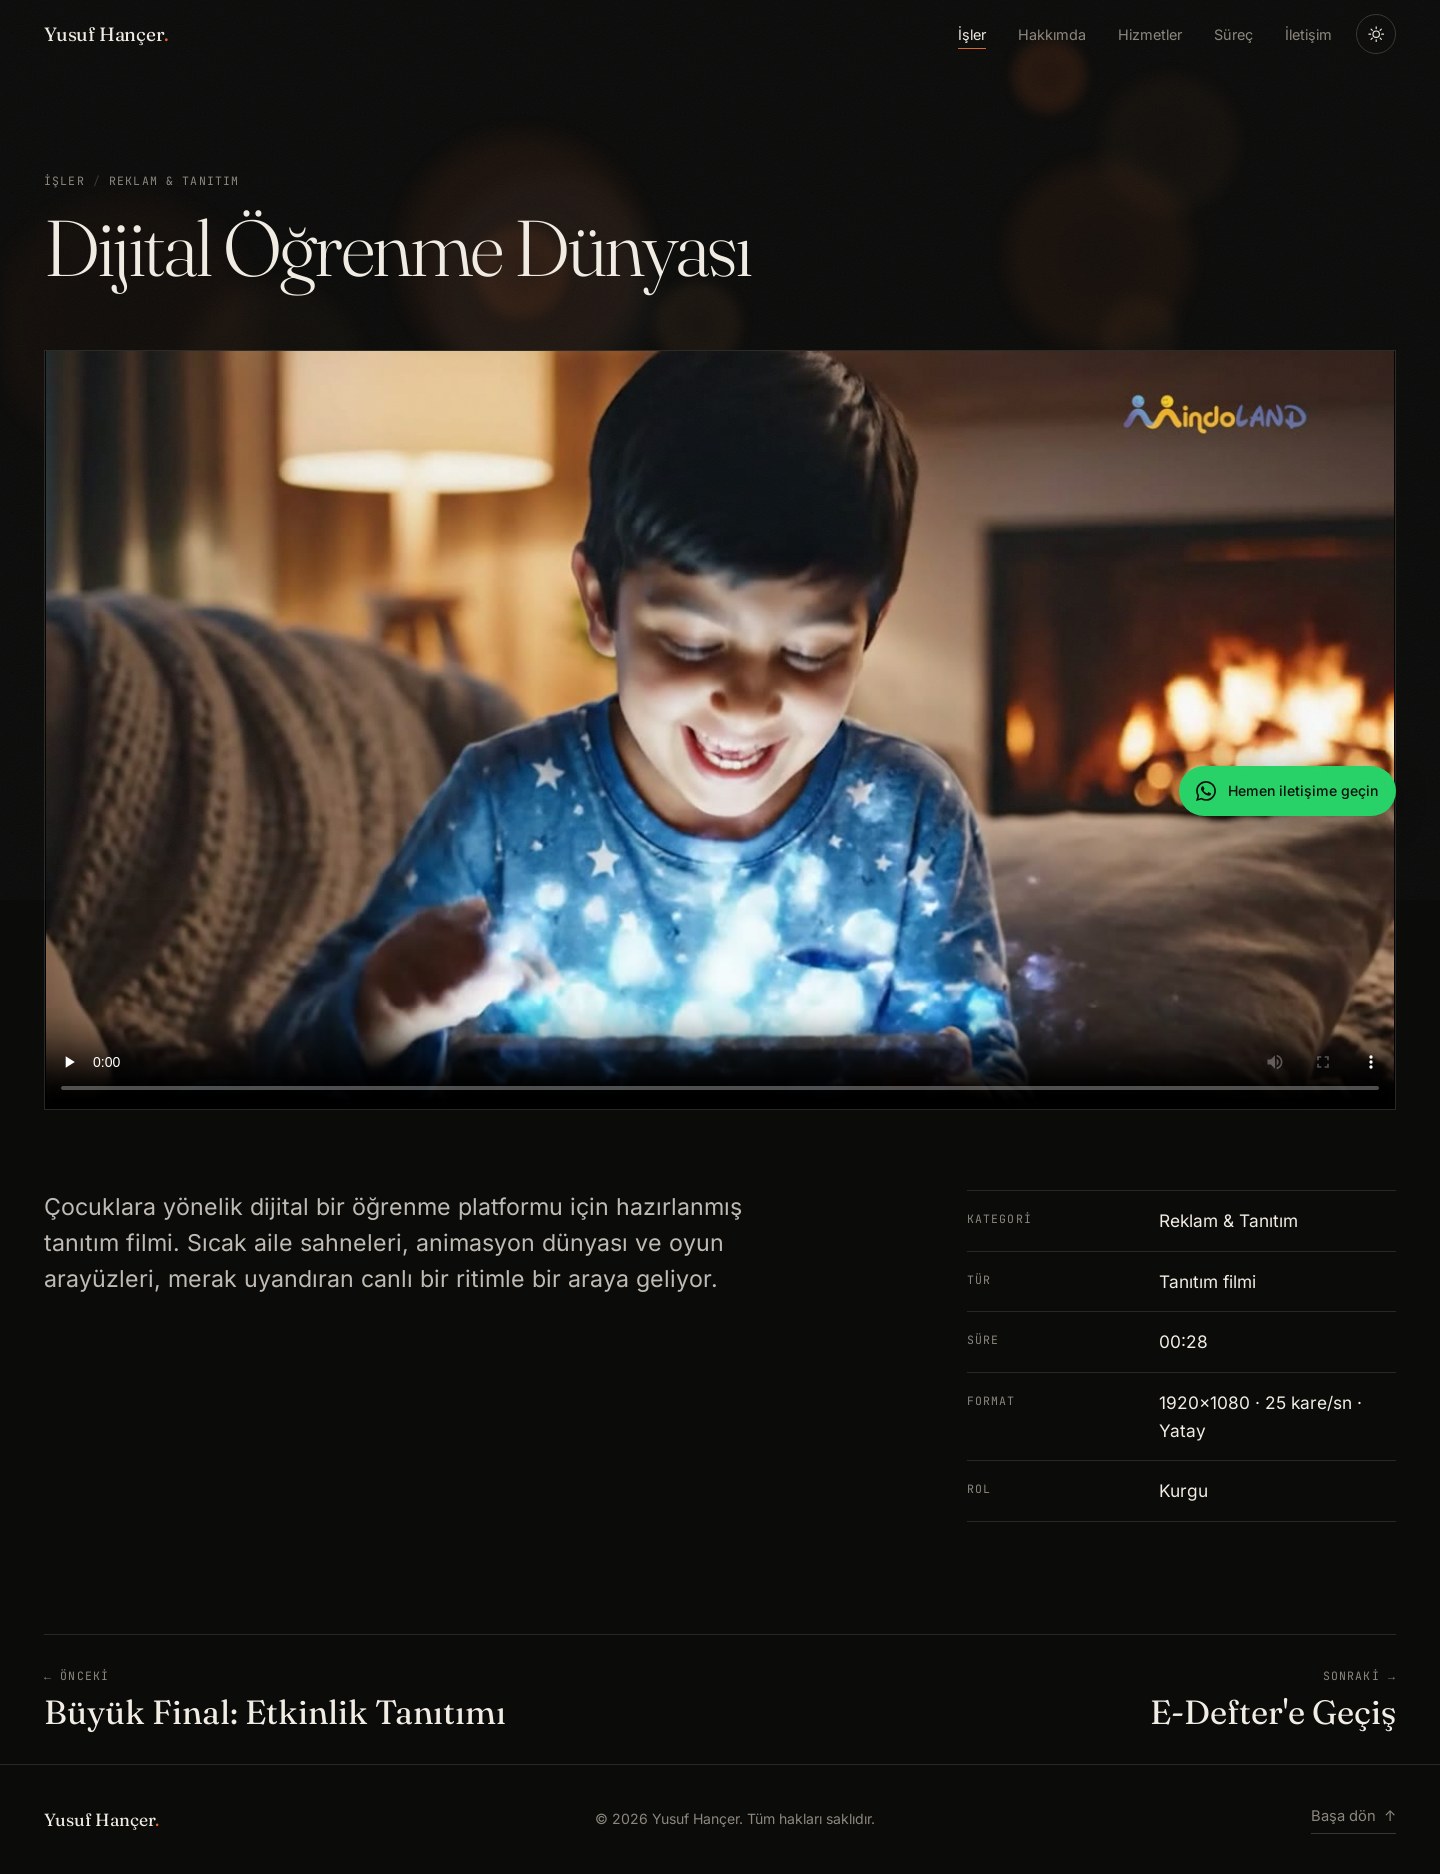 Yusuf Hançer.
İşler Hakkımda Hizmetler Süreç İletişim
İŞLER / REKLAM & TANITIM
Dijital Öğrenme Dünyası
MindoLAND
Hemen iletişime geçin
0:00
Çocuklara yönelik dijital bir öğrenme platformu için hazırlanmış
tanıtım filmi. Sıcak aile sahneleri, animasyon dünyası ve oyun
arayüzleri, merak uyandıran canlı bir ritimle bir araya geliyor.
KATEGORİ Reklam & Tanıtım
TÜR Tanıtım filmi
SÜRE 00:28
FORMAT 1920×1080 · 25 kare/sn ·
Yatay
ROL Kurgu
← ÖNCEKİ
Büyük Final: Etkinlik Tanıtımı
SONRAKİ →
E-Defter'e Geçiş
Yusuf Hançer.
© 2026 Yusuf Hançer. Tüm hakları saklıdır.
Başa dön ↑